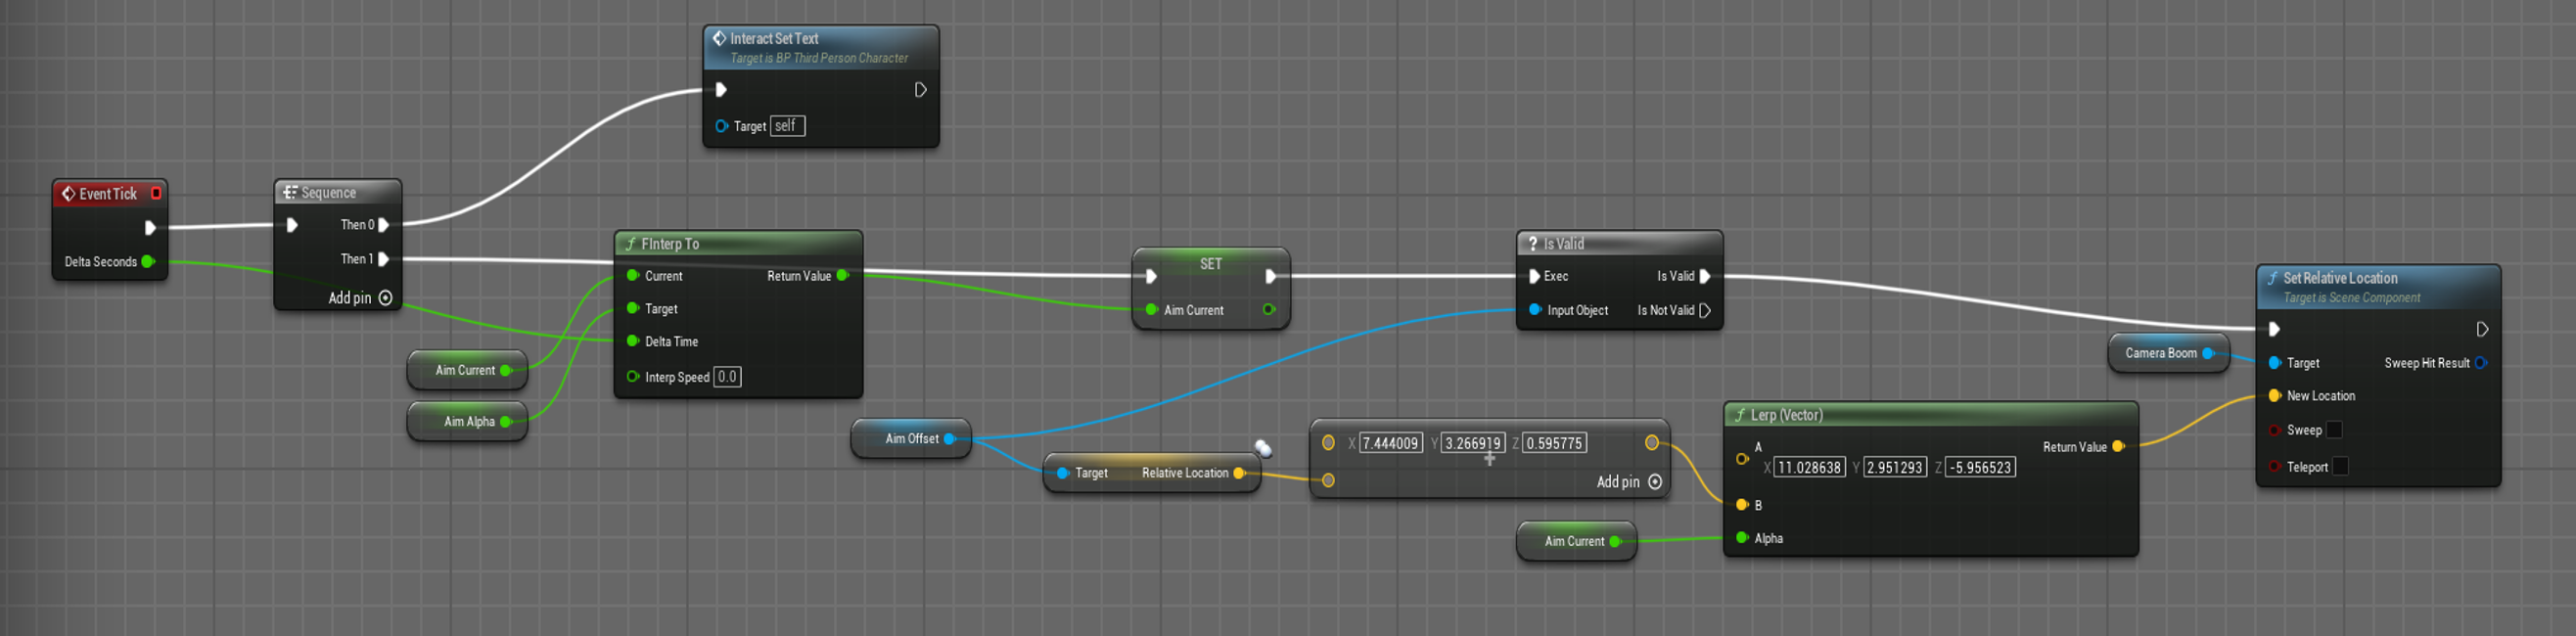 Interact Set Text
Target is BP Third Person Character
Target self
Event Tick
Delta Seconds
Sequence
Then 0
Then 1
Add pin
FInterp To
Current Return Value
Target
Delta Time
Interp Speed 0.0
Aim Current
Aim Alpha
SET
Aim Current
? Is Valid
Exec Is Valid
Input Object Is Not Valid
Aim Offset
Target Relative Location
X 7.444009 Y 3.266919 Z 0.595775
+
Add pin
Aim Current
Lerp (Vector)
A Return Value
X 11.028638 Y 2.951293 Z -5.956523
B
Alpha
Camera Boom
Set Relative Location
Target is Scene Component
Target Sweep Hit Result
New Location
Sweep
Teleport